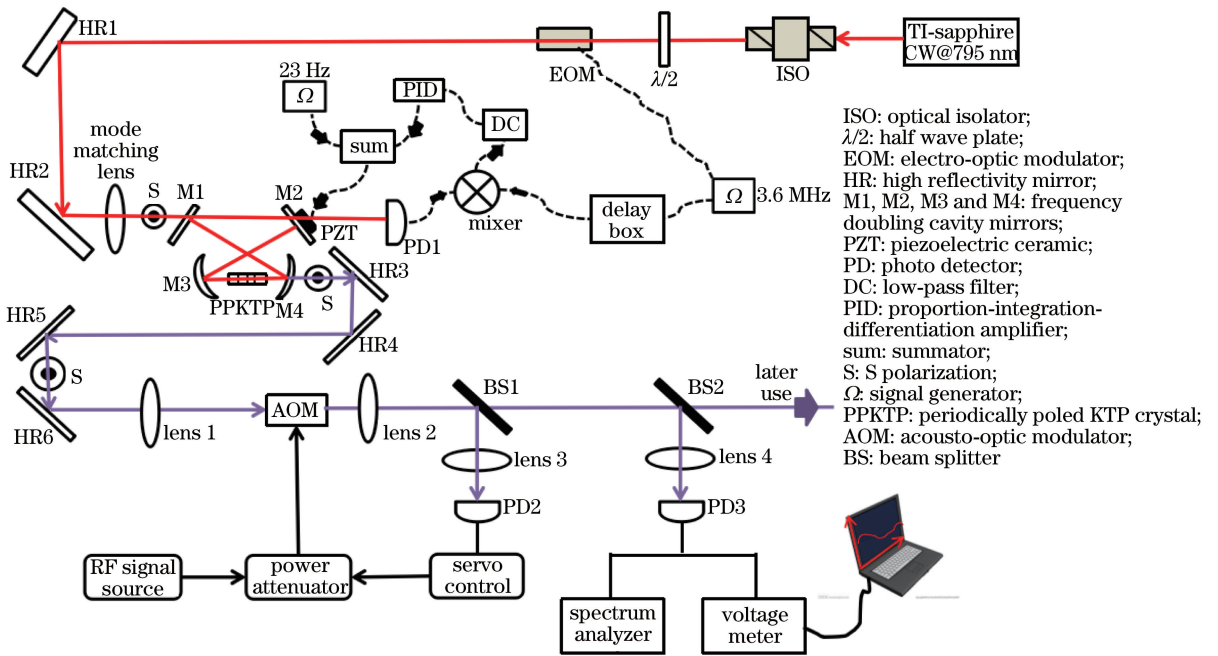 HR1
TI-sapphire
CW@795 nm
EOM
λ/2
ISO
23 Hz
Ω
PID
DC
sum
mode
matching
lens
HR2
S
M1
M2
PZT
PD1
mixer
delay
box
Ω
3.6 MHz
M3
PPKTP
M4
S
HR3
HR4
HR5
S
HR6
lens 1
AOM
lens 2
BS1
BS2
later
use
lens 3
lens 4
PD2
PD3
RF signal
source
power
attenuator
servo
control
spectrum
analyzer
voltage
meter
ISO: optical isolator;
λ/2: half wave plate;
EOM: electro-optic modulator;
HR: high reflectivity mirror;
M1, M2, M3 and M4: frequency
doubling cavity mirrors;
PZT: piezoelectric ceramic;
PD: photo detector;
DC: low-pass filter;
PID: proportion-integration-
differentiation amplifier;
sum: summator;
S: S polarization;
Ω: signal generator;
PPKTP: periodically poled KTP crystal;
AOM: acousto-optic modulator;
BS: beam splitter